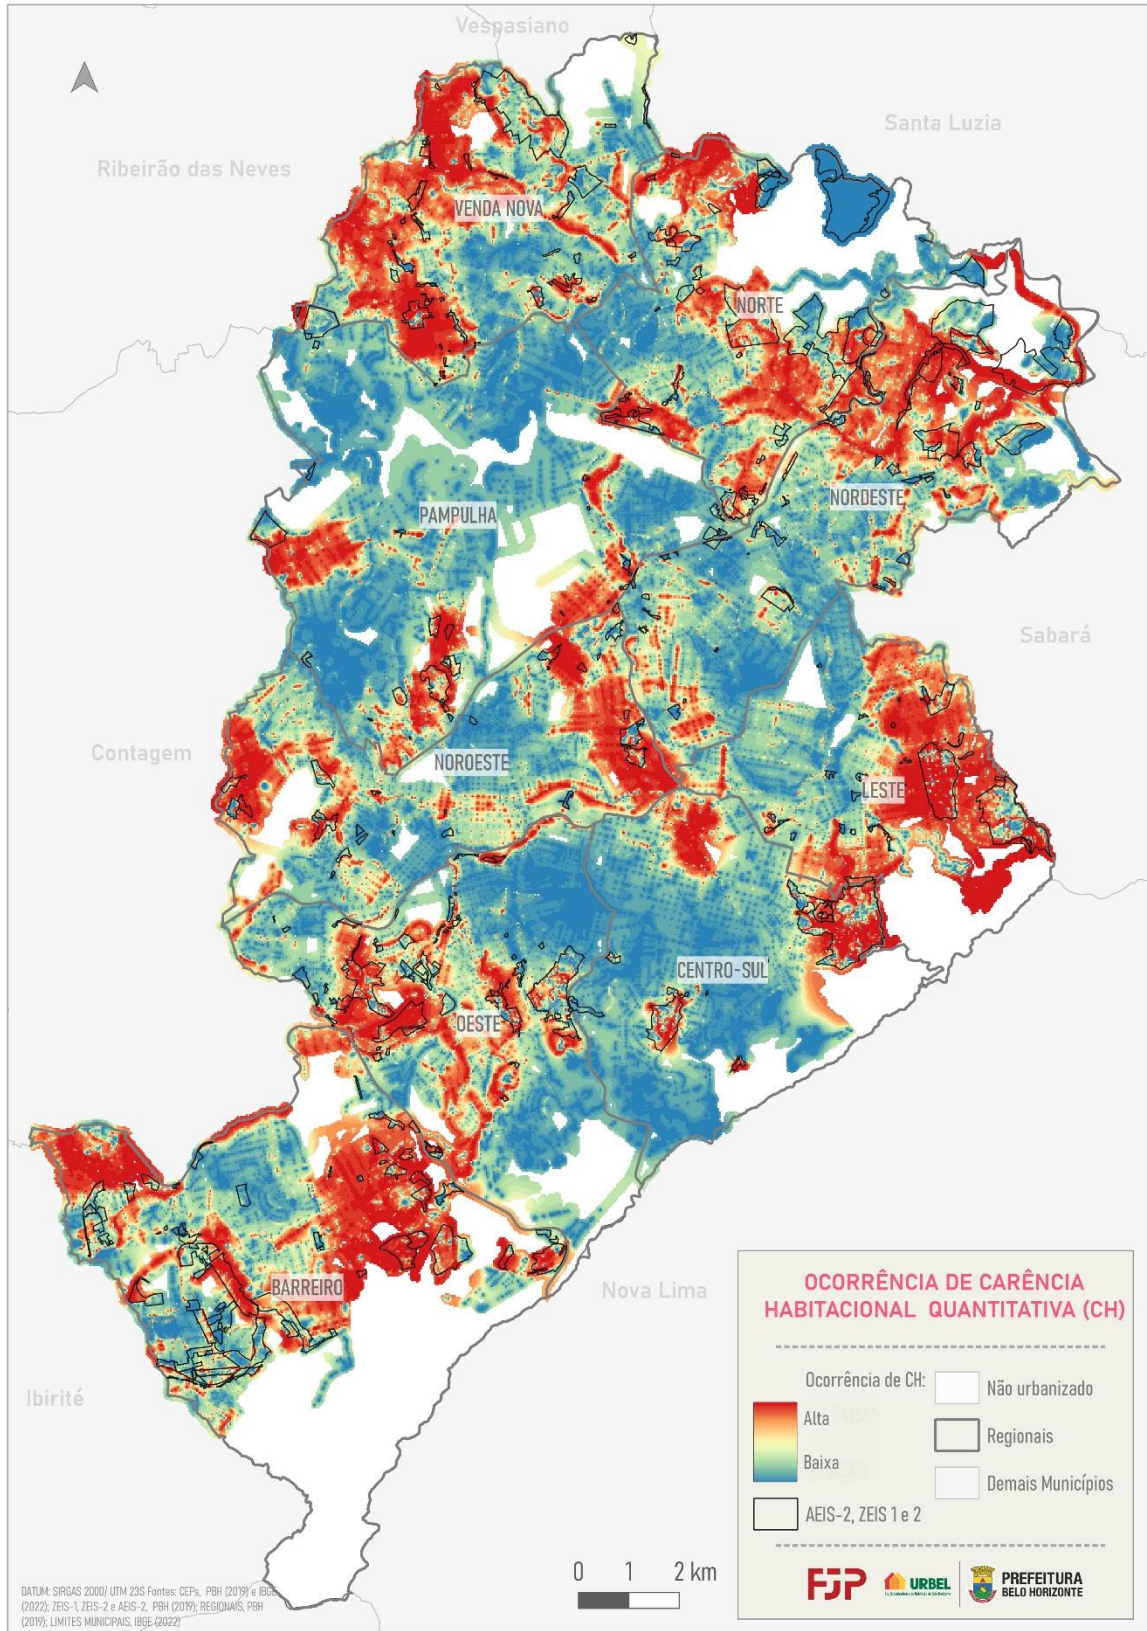 Vespasiano
Santa Luzia
Ribeirão das Neves
VENDA NOVA
NORTE
NORDESTE
PAMPULHA
Sabará
Contagem
NOROESTE
LESTE
CENTRO-SUL
OESTE
BARREIRO
Nova Lima
Ibirité
OCORRÊNCIA DE CARÊNCIA
HABITACIONAL QUANTITATIVA (CH)
Ocorrência de CH:
Alta
Baixa
AEIS-2, ZEIS 1 e 2
Não urbanizado
Regionais
Demais Municípios
0 1 2 km
FJP
URBEL
PREFEITURA
BELO HORIZONTE
DATUM: SIRGAS 2000/ UTM 23S Fontes: CEPs, PBH (2019) e IBGE
(2022); ZEIS-1, ZEIS-2 e AEIS-2, PBH (2019); REGIONAIS, PBH
(2019); LIMITES MUNICIPAIS, IBGE (2022)